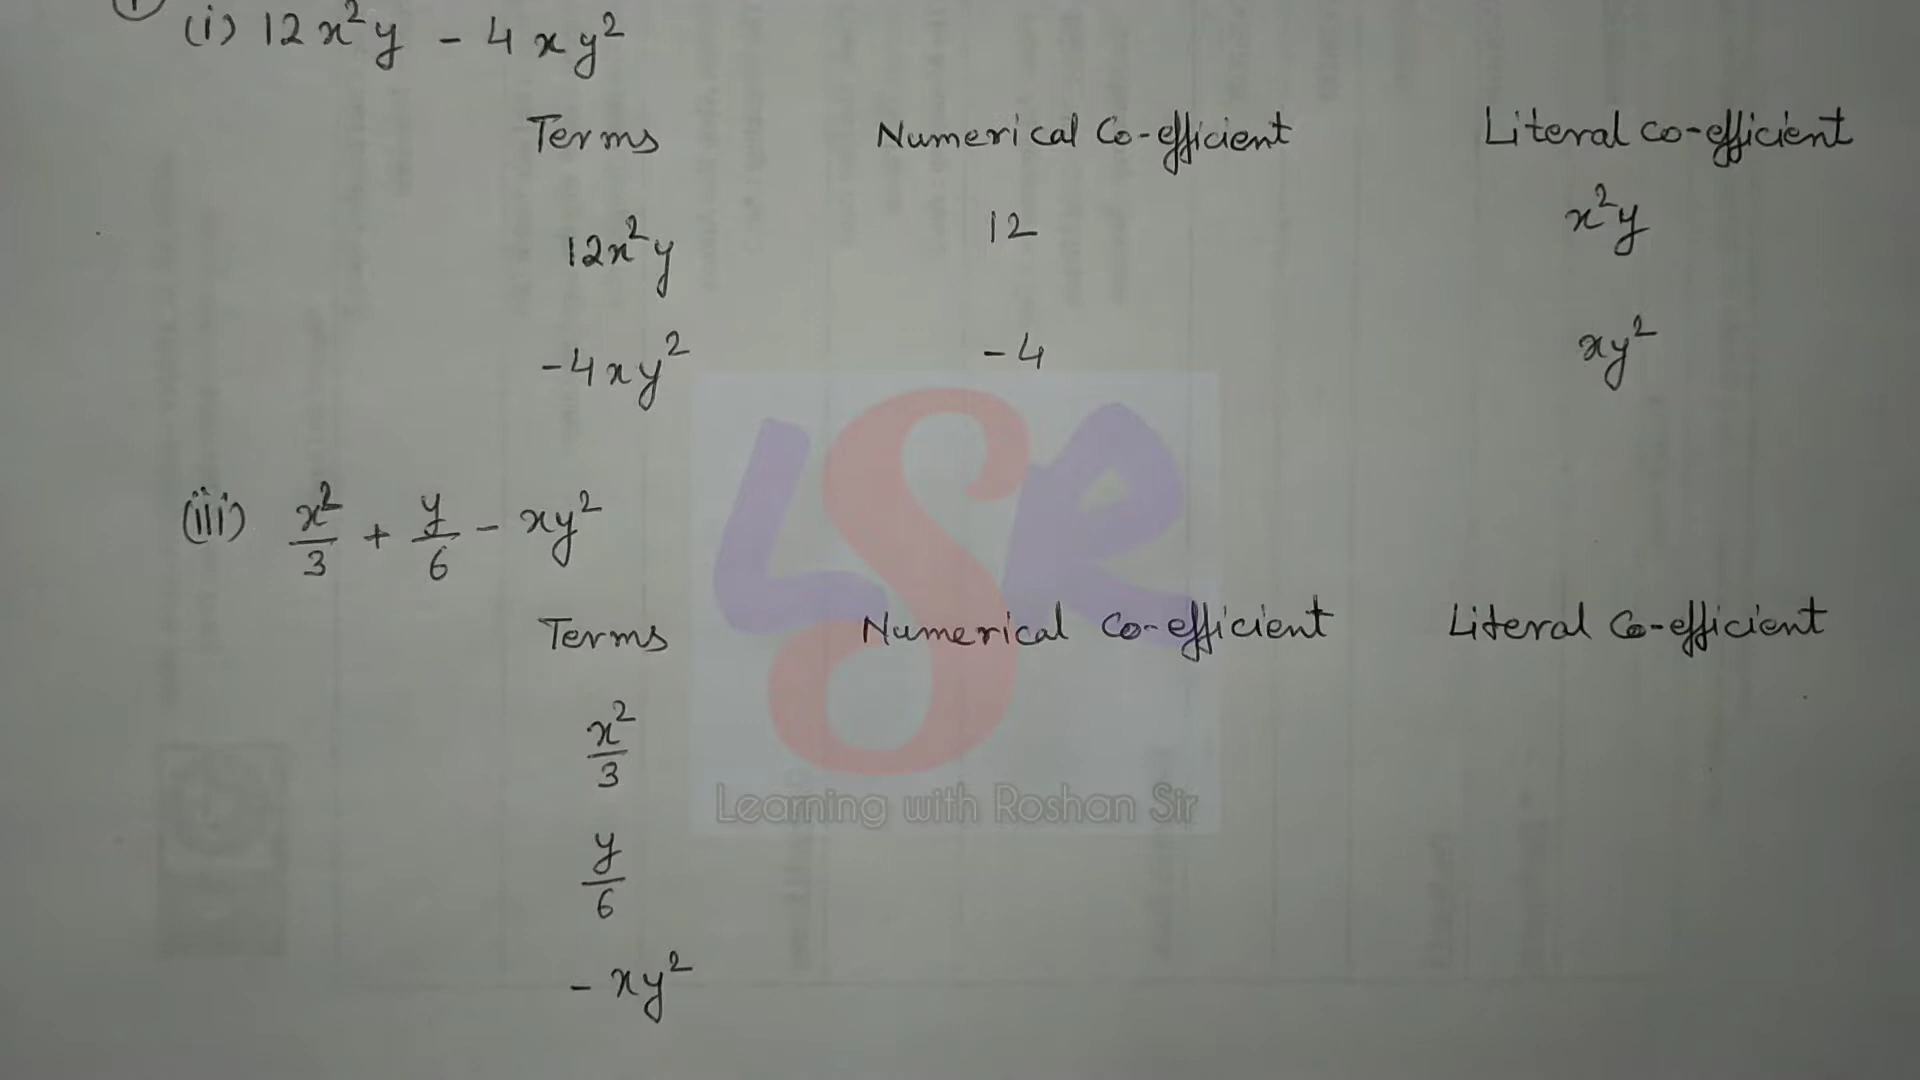 (i) 12x²y - 4xy²
Terms Numerical Co-efficient Literal co-efficient
12x²y 12 x²y
-4xy² -4 xy²
(iii) x²/3 + y/6 - xy²
Terms Numerical Co-efficient Literal Co-efficient
x²/3
LSR
Learning with Roshan Sir
y/6
- xy²